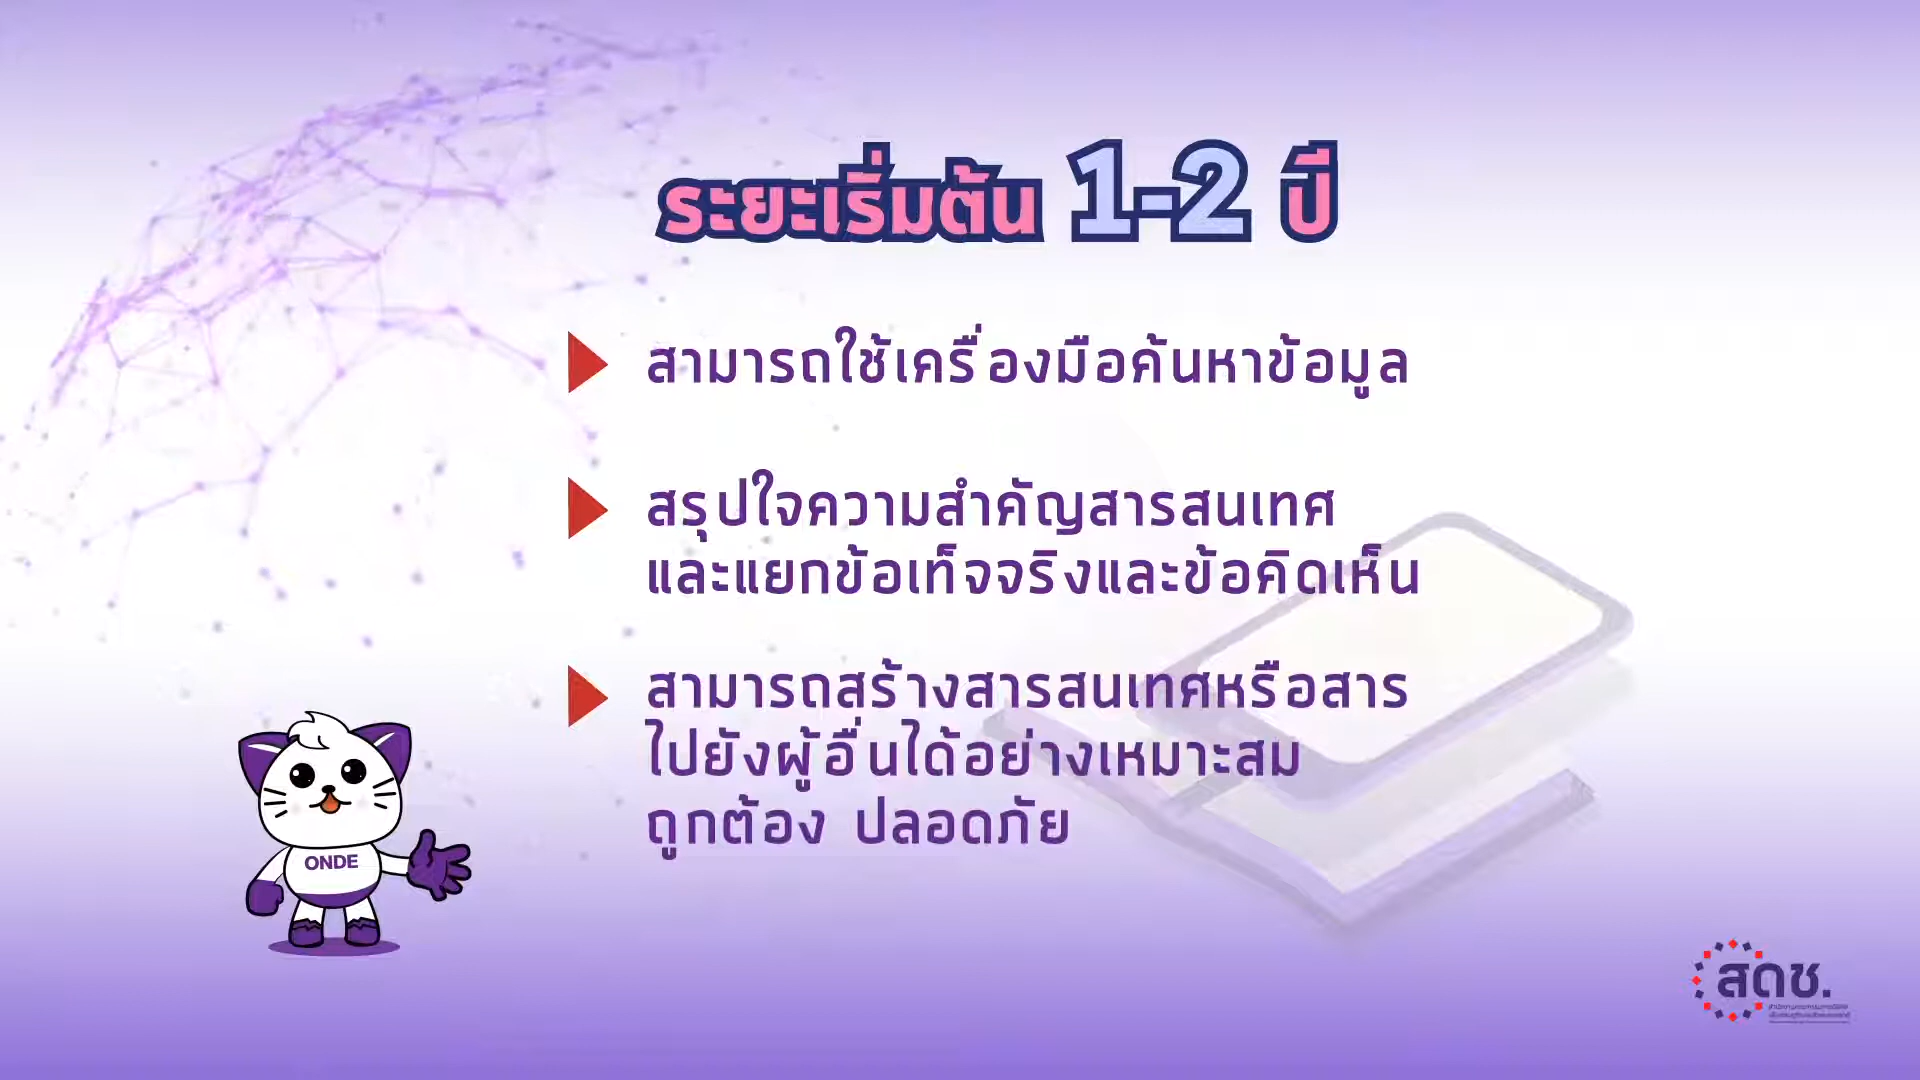 ระยะเริ่มต้น 1-2 ปี
สามารถใช้เครื่องมือค้นหาข้อมูล
สรุปใจความสำคัญสารสนเทศ
และแยกข้อเท็จจริงและข้อคิดเห็น
สามารถสร้างสารสนเทศหรือสาร
ไปยังผู้อื่นได้อย่างเหมาะสม
ถูกต้อง ปลอดภัย
ONDE
สดช.